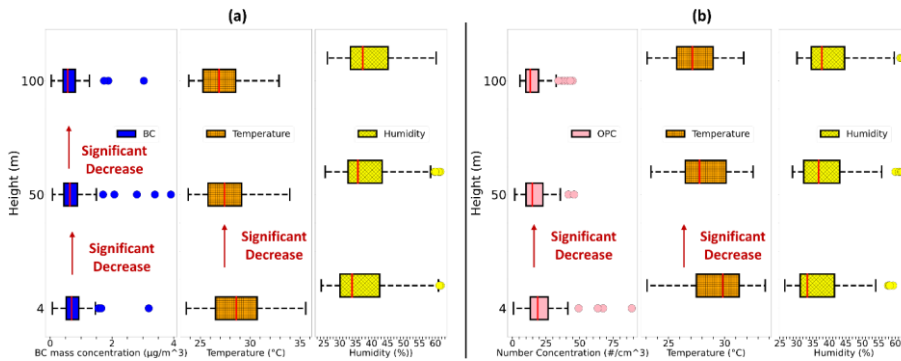 (a)
(b)
Height (m)
100
50
4
BC
Temperature
Humidity
Significant
Decrease
Significant
Decrease
Significant
Decrease
0 1 2 3 4
BC mass concentration (µg/m^3)
25 30 35
Temperature (°C)
25 30 35 40 45 50 55 60
Humidity (%))
Height (m)
100
50
4
OPC
Temperature
Humidity
Significant
Decrease
Significant
Decrease
0 25 50 75
Number Concentration (#/cm^3)
25 30
Temperature (°C)
30 40 50 60
Humidity (%)